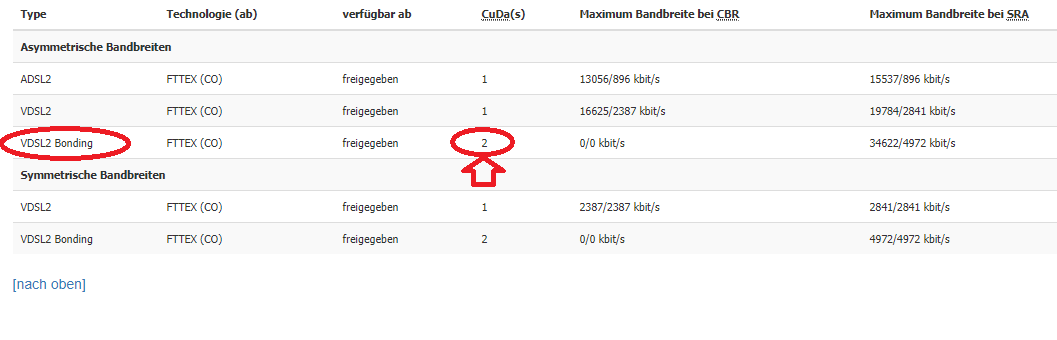 Type Technologie (ab) verfügbar ab CuDa(s) Maximum Bandbreite bei CBR Maximum Bandbreite bei SRA
Asymmetrische Bandbreiten
ADSL2 FTTEX (CO) freigegeben 1 13056/896 kbit/s 15537/896 kbit/s
VDSL2 FTTEX (CO) freigegeben 1 16625/2387 kbit/s 19784/2841 kbit/s
VDSL2 Bonding FTTEX (CO) freigegeben 2 0/0 kbit/s 34622/4972 kbit/s
Symmetrische Bandbreiten
VDSL2 FTTEX (CO) freigegeben 1 2387/2387 kbit/s 2841/2841 kbit/s
VDSL2 Bonding FTTEX (CO) freigegeben 2 0/0 kbit/s 4972/4972 kbit/s
[nach oben]